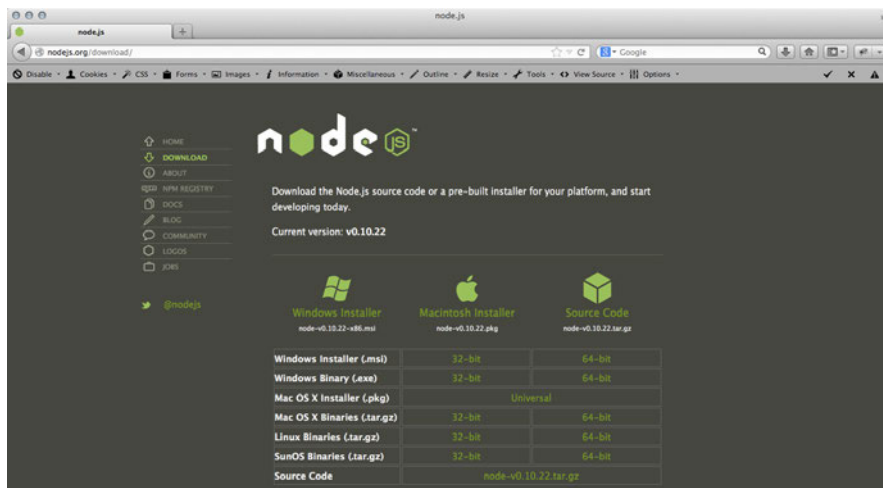 node.js
node.js
nodejs.org/download/
Google
Disable Cookies CSS Forms Images Information Miscellaneous Outline Resize Tools View Source Options
HOME
DOWNLOAD
ABOUT
NPM REGISTRY
DOCS
BLOG
COMMUNITY
LOGOS
JOBS
@nodejs
node JS™
Download the Node.js source code or a pre-built installer for your platform, and start
developing today.
Current version: v0.10.22
Windows Installer Macintosh Installer Source Code
node-v0.10.22-x86.msi node-v0.10.22.pkg node-v0.10.22.tar.gz
Windows Installer (.msi) 32-bit 64-bit
Windows Binary (.exe) 32-bit 64-bit
Mac OS X Installer (.pkg) Universal
Mac OS X Binaries (.tar.gz) 32-bit 64-bit
Linux Binaries (.tar.gz) 32-bit 64-bit
SunOS Binaries (.tar.gz) 32-bit 64-bit
Source Code node-v0.10.22.tar.gz